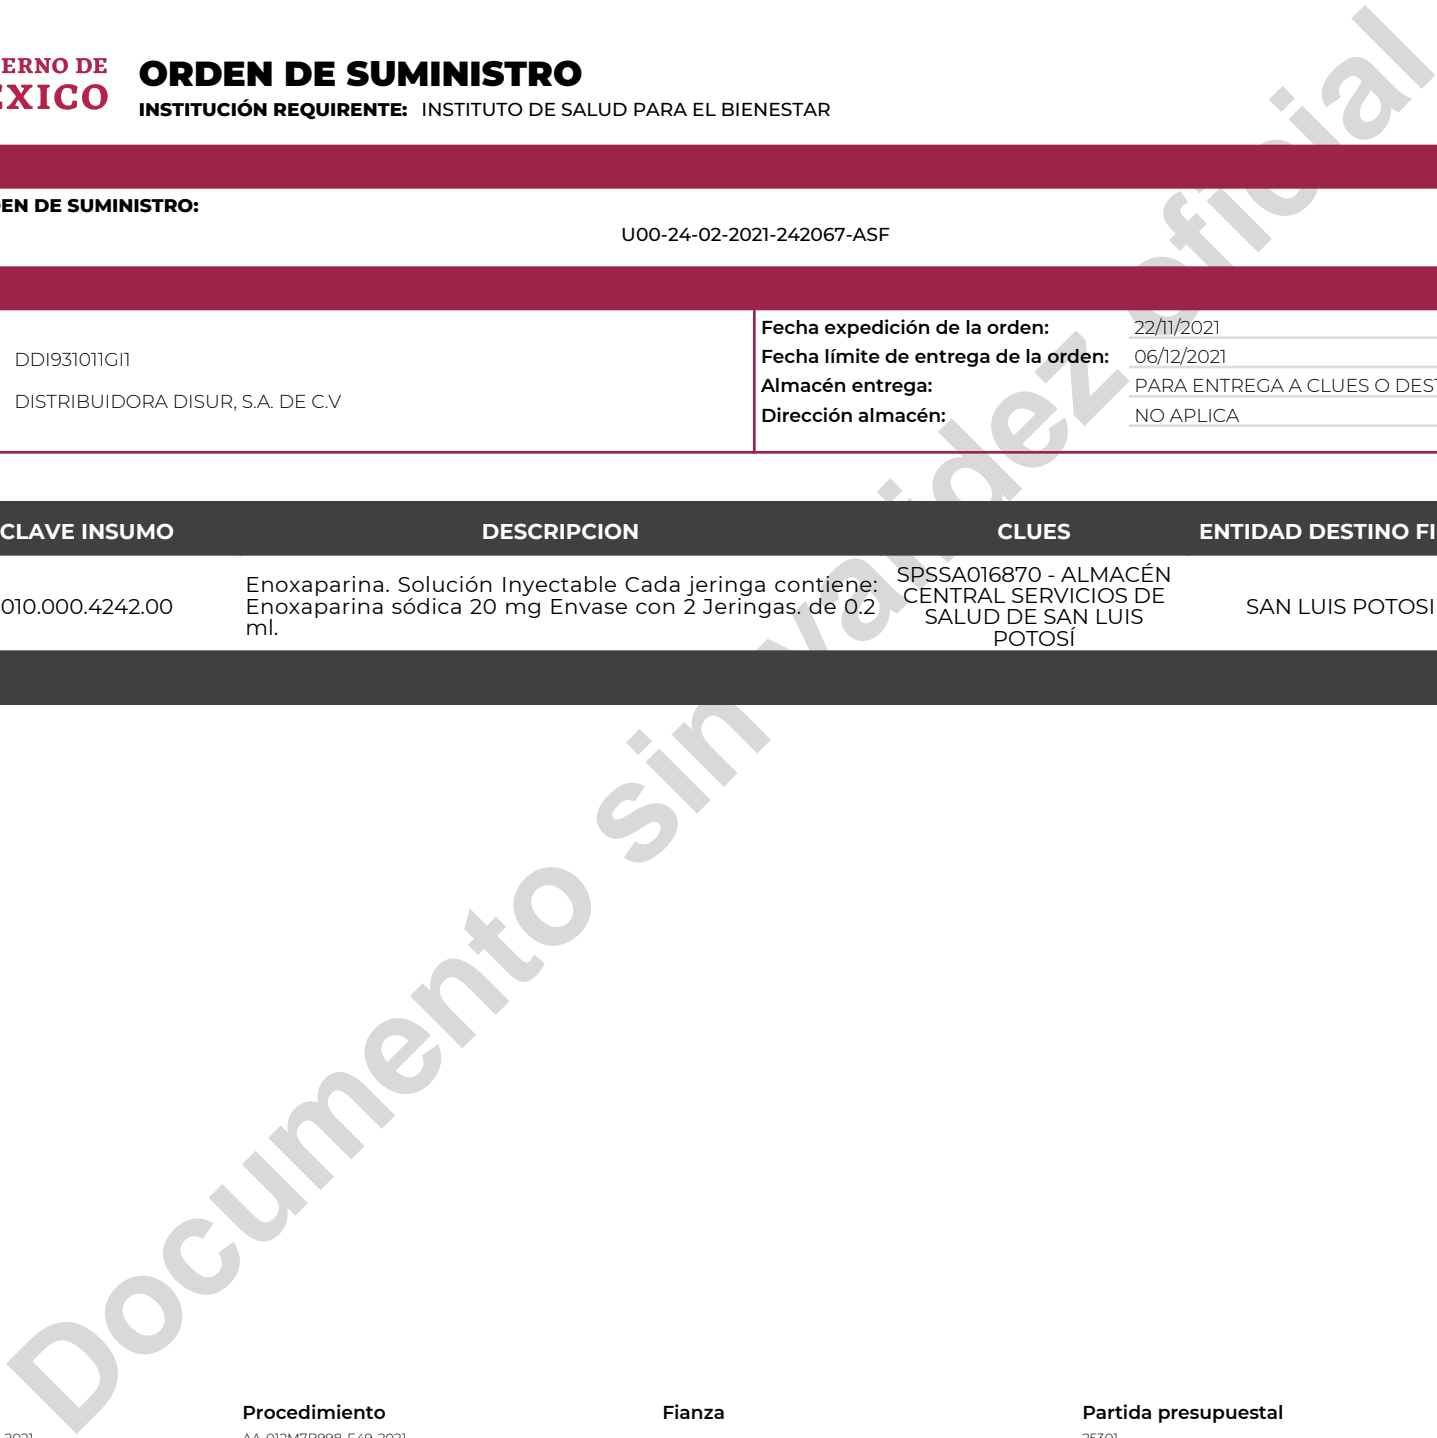 ERNO DE
EXICO
ORDEN DE SUMINISTRO
INSTITUCIÓN REQUIRENTE: INSTITUTO DE SALUD PARA EL BIENESTAR
EN DE SUMINISTRO:
U00-24-02-2021-242067-ASF
DDI931011GI1
DISTRIBUIDORA DISUR, S.A. DE C.V
Fecha expedición de la orden: 22/11/2021
Fecha límite de entrega de la orden: 06/12/2021
Almacén entrega: PARA ENTREGA A CLUES O DEST
Dirección almacén: NO APLICA
CLAVE INSUMO DESCRIPCION CLUES ENTIDAD DESTINO FI
010.000.4242.00
Enoxaparina. Solución Inyectable Cada jeringa contiene:
Enoxaparina sódica 20 mg Envase con 2 Jeringas. de 0.2
ml.
SPSSA016870 - ALMACÉN
CENTRAL SERVICIOS DE
SALUD DE SAN LUIS
POTOSÍ
SAN LUIS POTOSI
Documento sin validez oficial
Procedimiento Fianza Partida presupuestal